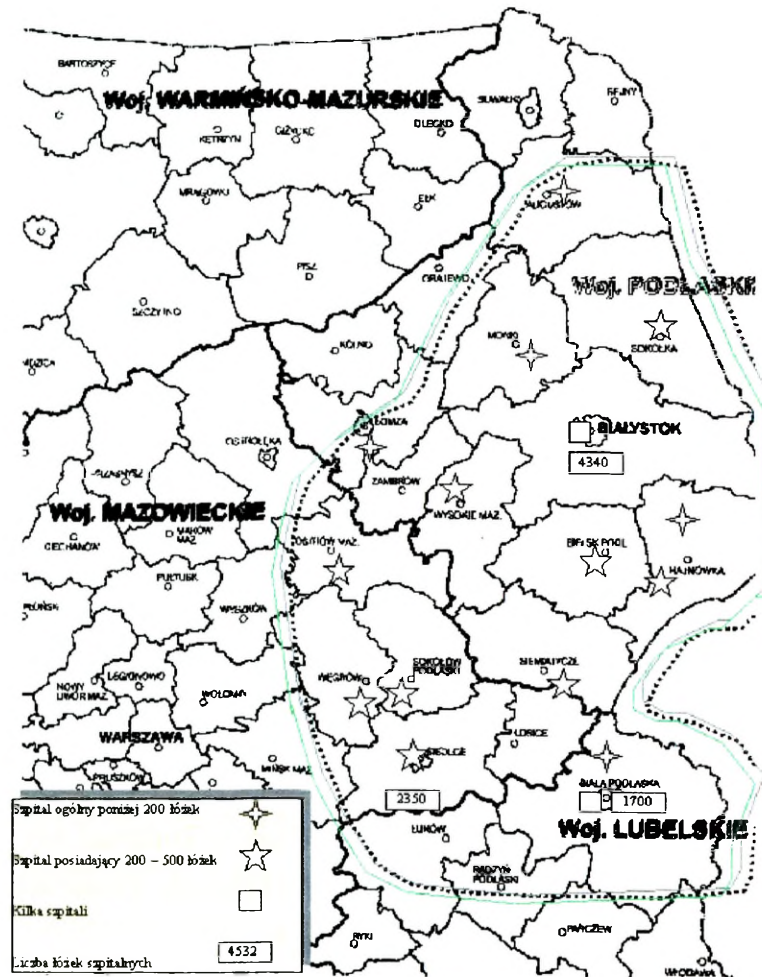 BARTOSZYCE
Woj. WARMIŃSKO-MAZURSKIE
SUWAŁKI
SEJNY
KĘTRZYN
GIŻYCKO
OLECKO
MRĄGOWO
EŁK
AUGUSTÓW
PISZ
GRAJEWO
Woj. PODLASKIE
SZCZYTNO
KOLNO
MOŃKI
SOKÓŁKA
ŁOMŻA
BIAŁYSTOK
4340
OSTROŁĘKA
ZAMBRÓW
WYSOKIE MAZ.
Woj. MAZOWIECKIE
CIECHANÓW
MAKÓW
MAZ.
OSTRÓW MAZ.
BIELSK PODL
HAJNÓWKA
PUŁTUSK
WYSZKÓW
PŁOŃSK
SOKOŁÓW
PODLASKI
WĘGRÓW
SIEMIATYCZE
NOWY
DWÓR MAZ.
LEGIONOWO
WOŁOMIN
WARSZAWA
ŁOSICE
SIEDLCE
MIŃSK MAZ.
PRUSZKÓW
2350
BIAŁA PODLASKA
1700
Woj. LUBELSKIE
ŁUKÓW
RADZYŃ
PODLASKI
RYKI
PARCZEW
WŁODAWA
Szpital ogólny poniżej 200 łóżek
Szpital posiadający 200 – 500 łóżek
Kilka szpitali
Liczba łóżek szpitalnych
4532